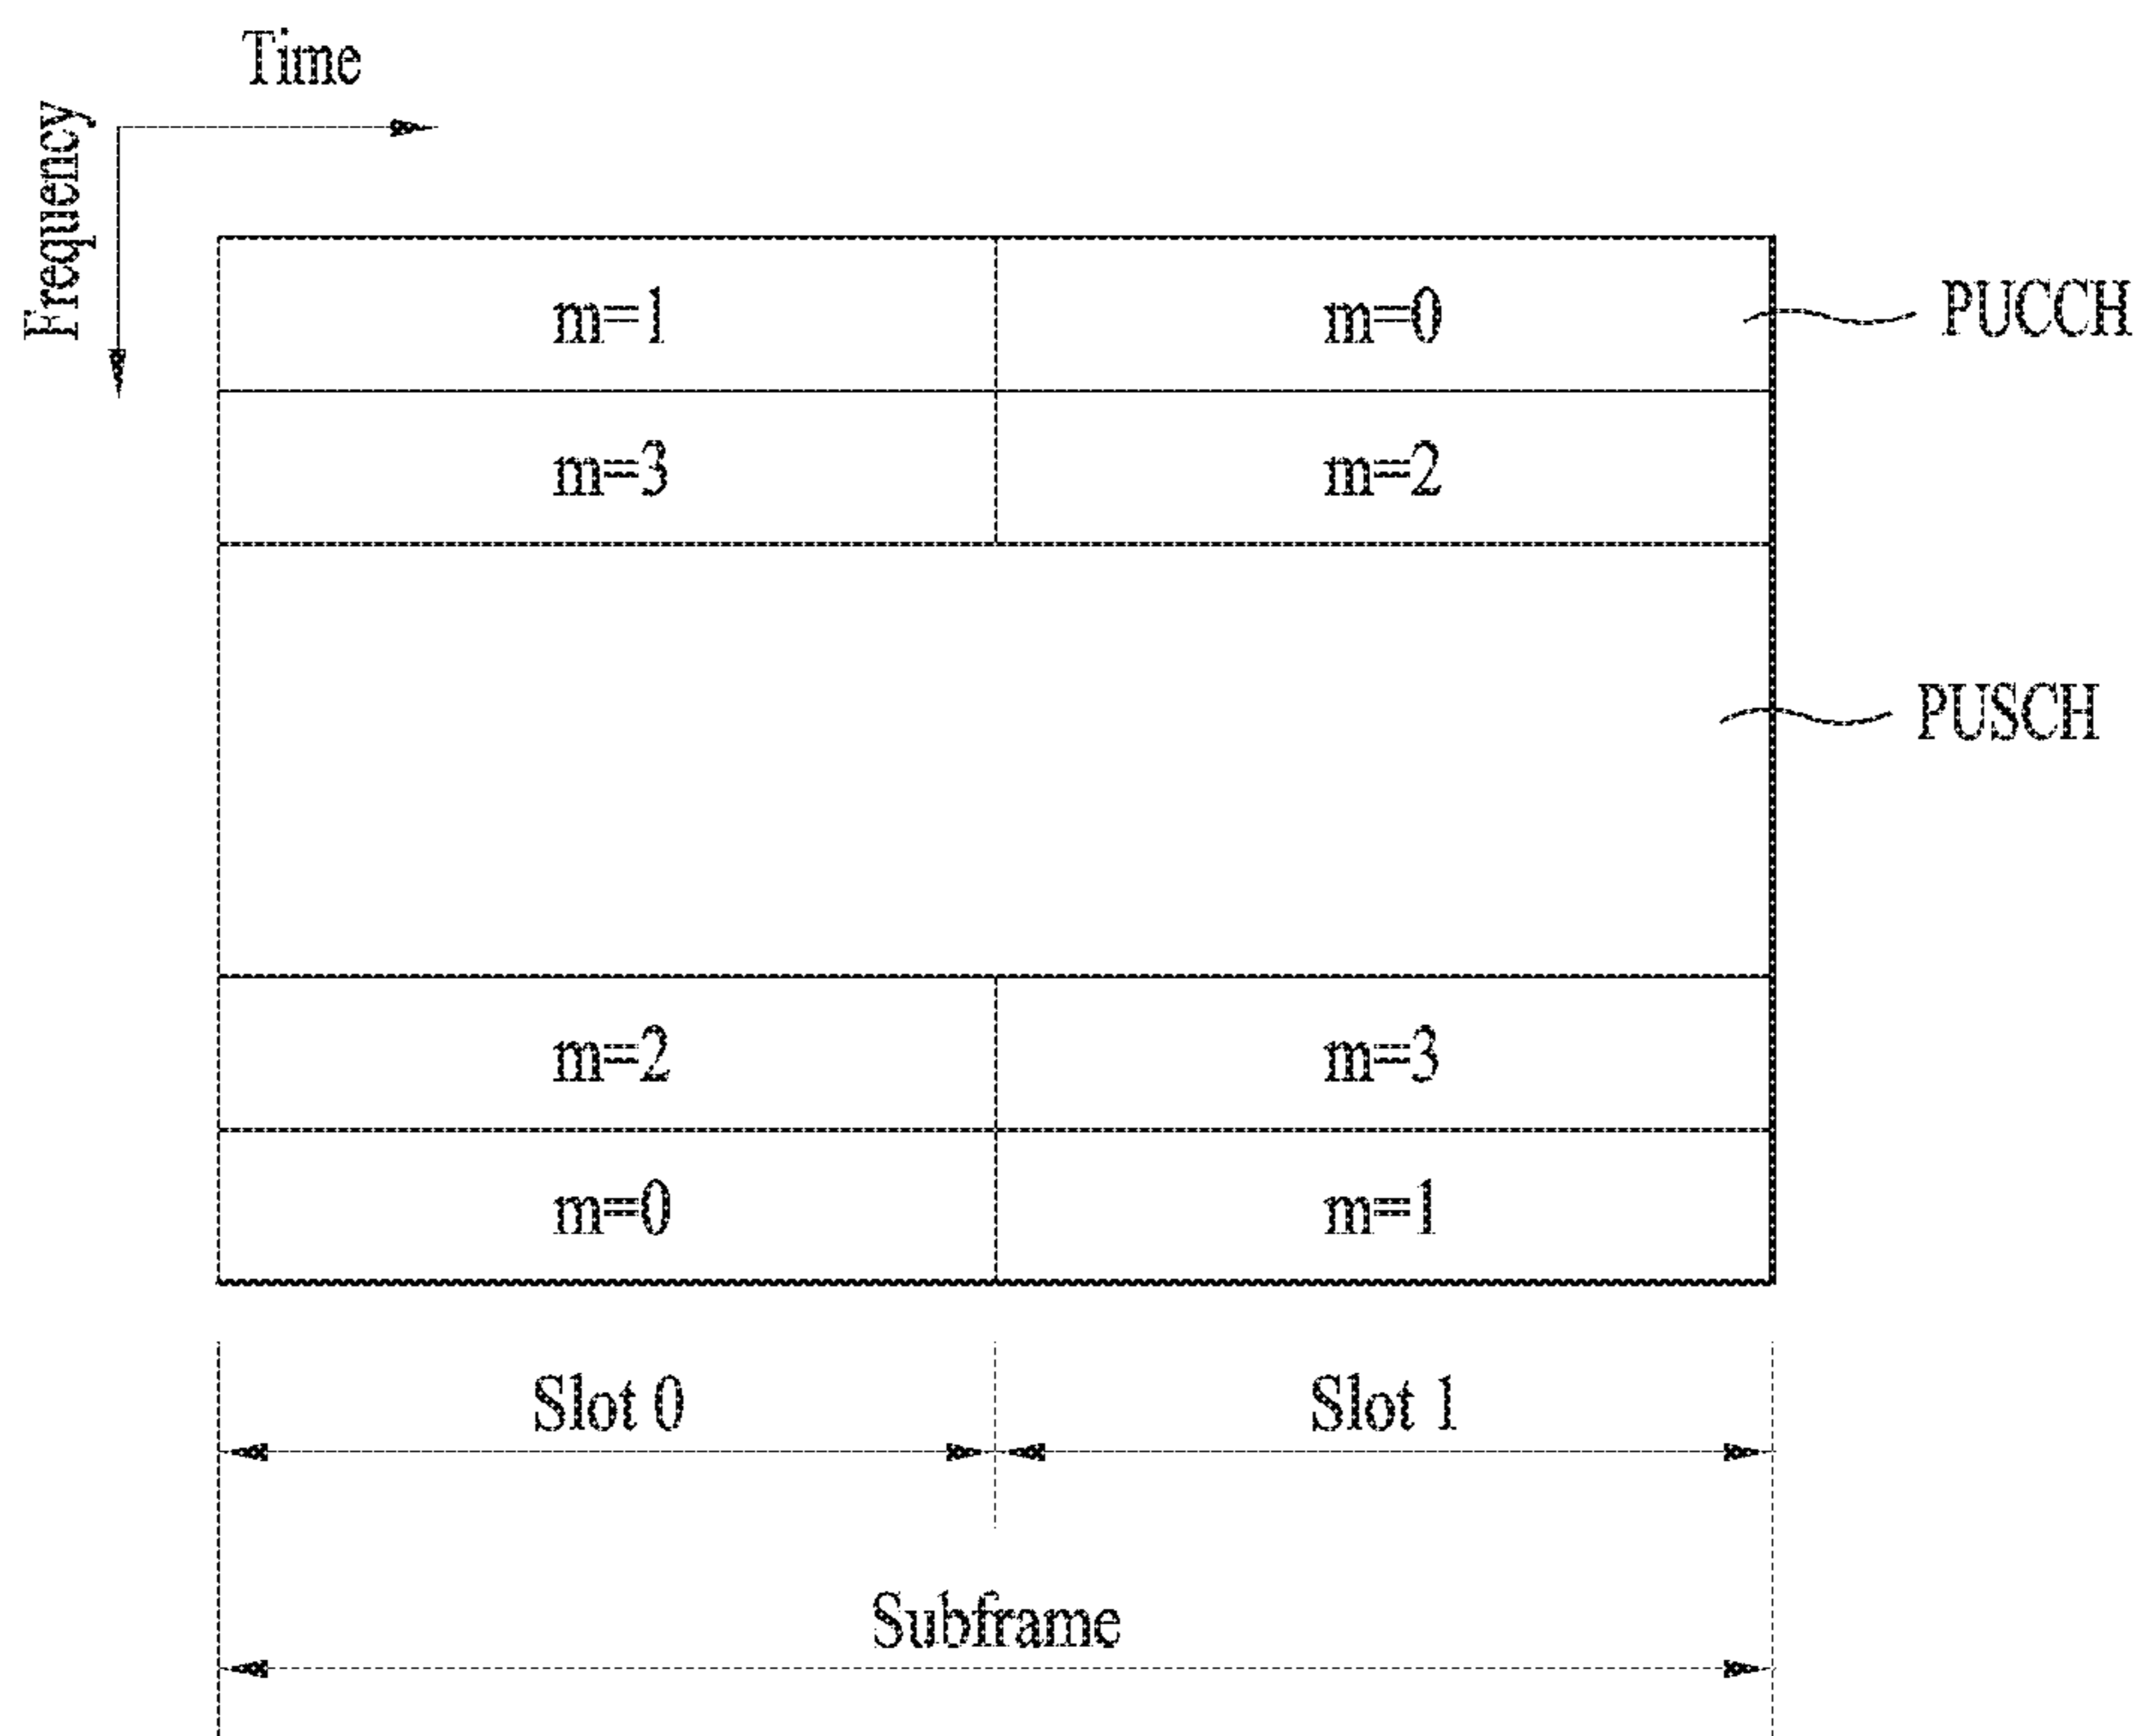 Time
Frequency
m=1 m=0 PUCCH
m=3 m=2
PUSCH
m=2 m=3
m=0 m=1
Slot 0 Slot 1
Subframe